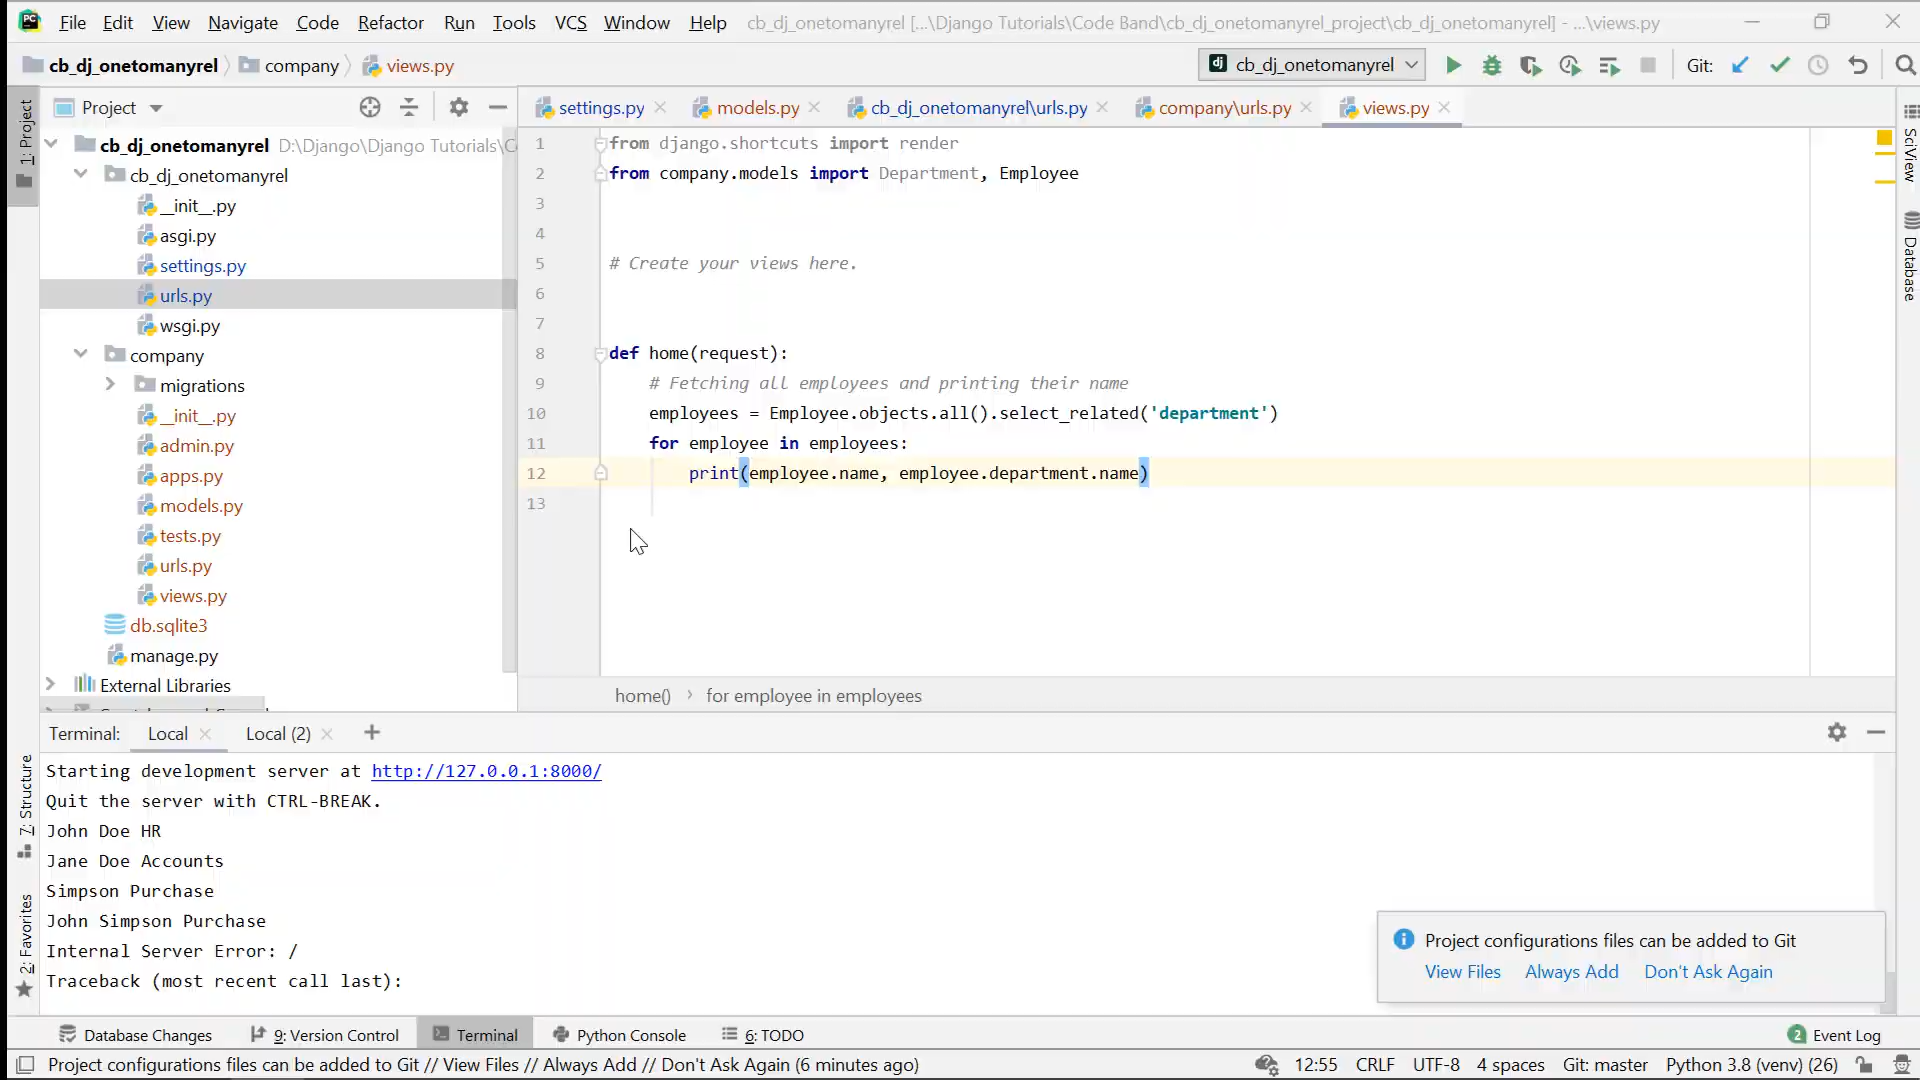 File Edit View Navigate Code Refactor Run Tools VCS Window Help cb_dj_onetomanyrel [...\Django Tutorials\Code Band\cb_dj_onetomanyrel_project\cb_dj_onetomanyrel] - ...\views.py
cb_dj_onetomanyrel company views.py cb_dj_onetomanyrel Git:
Project
settings.py models.py cb_dj_onetomanyrel\urls.py company\urls.py views.py
1: Project
7: Structure
2: Favorites
SciView
Database
cb_dj_onetomanyrel D:\Django\Django Tutorials\C
cb_dj_onetomanyrel
__init__.py
asgi.py
settings.py
urls.py
wsgi.py
company
migrations
__init__.py
admin.py
apps.py
models.py
tests.py
urls.py
views.py
db.sqlite3
manage.py
External Libraries
1 from django.shortcuts import render
2 from company.models import Department, Employee
3
4
5 # Create your views here.
6
7
8 def home(request):
9 # Fetching all employees and printing their name
10 employees = Employee.objects.all().select_related('department')
11 for employee in employees:
12 print(employee.name, employee.department.name)
13
home() for employee in employees
Terminal: Local Local (2)
Starting development server at http://127.0.0.1:8000/
Quit the server with CTRL-BREAK.
John Doe HR
Jane Doe Accounts
Simpson Purchase
John Simpson Purchase
Internal Server Error: /
Traceback (most recent call last):
Project configurations files can be added to Git
View Files Always Add Don't Ask Again
Database Changes 9: Version Control Terminal Python Console 6: TODO 2 Event Log
Project configurations files can be added to Git // View Files // Always Add // Don't Ask Again (6 minutes ago) 12:55 CRLF UTF-8 4 spaces Git: master Python 3.8 (venv) (26)